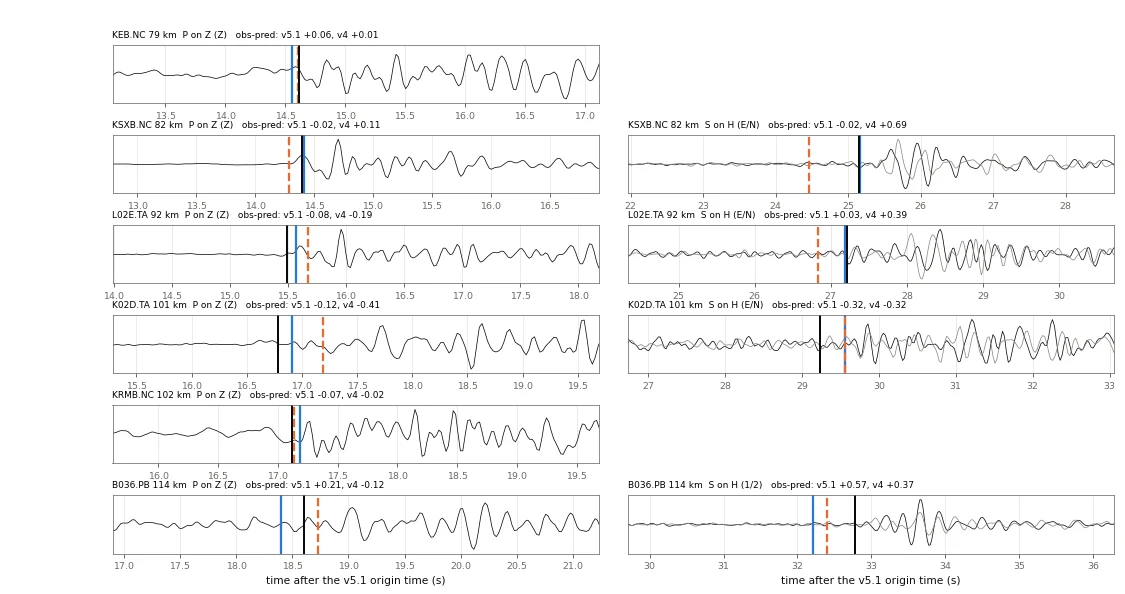 KEB.NC 79 km  P on Z (Z)   obs-pred: v5.1 +0.06, v4 +0.01
13.5 14.0 14.5 15.0 15.5 16.0 16.5 17.0
KSXB.NC 82 km  P on Z (Z)   obs-pred: v5.1 -0.02, v4 +0.11
13.0 13.5 14.0 14.5 15.0 15.5 16.0 16.5
KSXB.NC 82 km  S on H (E/N)   obs-pred: v5.1 -0.02, v4 +0.69
22 23 24 25 26 27 28
L02E.TA 92 km  P on Z (Z)   obs-pred: v5.1 -0.08, v4 -0.19
14.0 14.5 15.0 15.5 16.0 16.5 17.0 17.5 18.0
L02E.TA 92 km  S on H (E/N)   obs-pred: v5.1 +0.03, v4 +0.39
25 26 27 28 29 30
K02D.TA 101 km  P on Z (Z)   obs-pred: v5.1 -0.12, v4 -0.41
15.5 16.0 16.5 17.0 17.5 18.0 18.5 19.0 19.5
K02D.TA 101 km  S on H (E/N)   obs-pred: v5.1 -0.32, v4 -0.32
27 28 29 30 31 32 33
KRMB.NC 102 km  P on Z (Z)   obs-pred: v5.1 -0.07, v4 -0.02
16.0 16.5 17.0 17.5 18.0 18.5 19.0 19.5
B036.PB 114 km  P on Z (Z)   obs-pred: v5.1 +0.21, v4 -0.12
17.0 17.5 18.0 18.5 19.0 19.5 20.0 20.5 21.0
time after the v5.1 origin time (s)
B036.PB 114 km  S on H (1/2)   obs-pred: v5.1 +0.57, v4 +0.37
30 31 32 33 34 35 36
time after the v5.1 origin time (s)